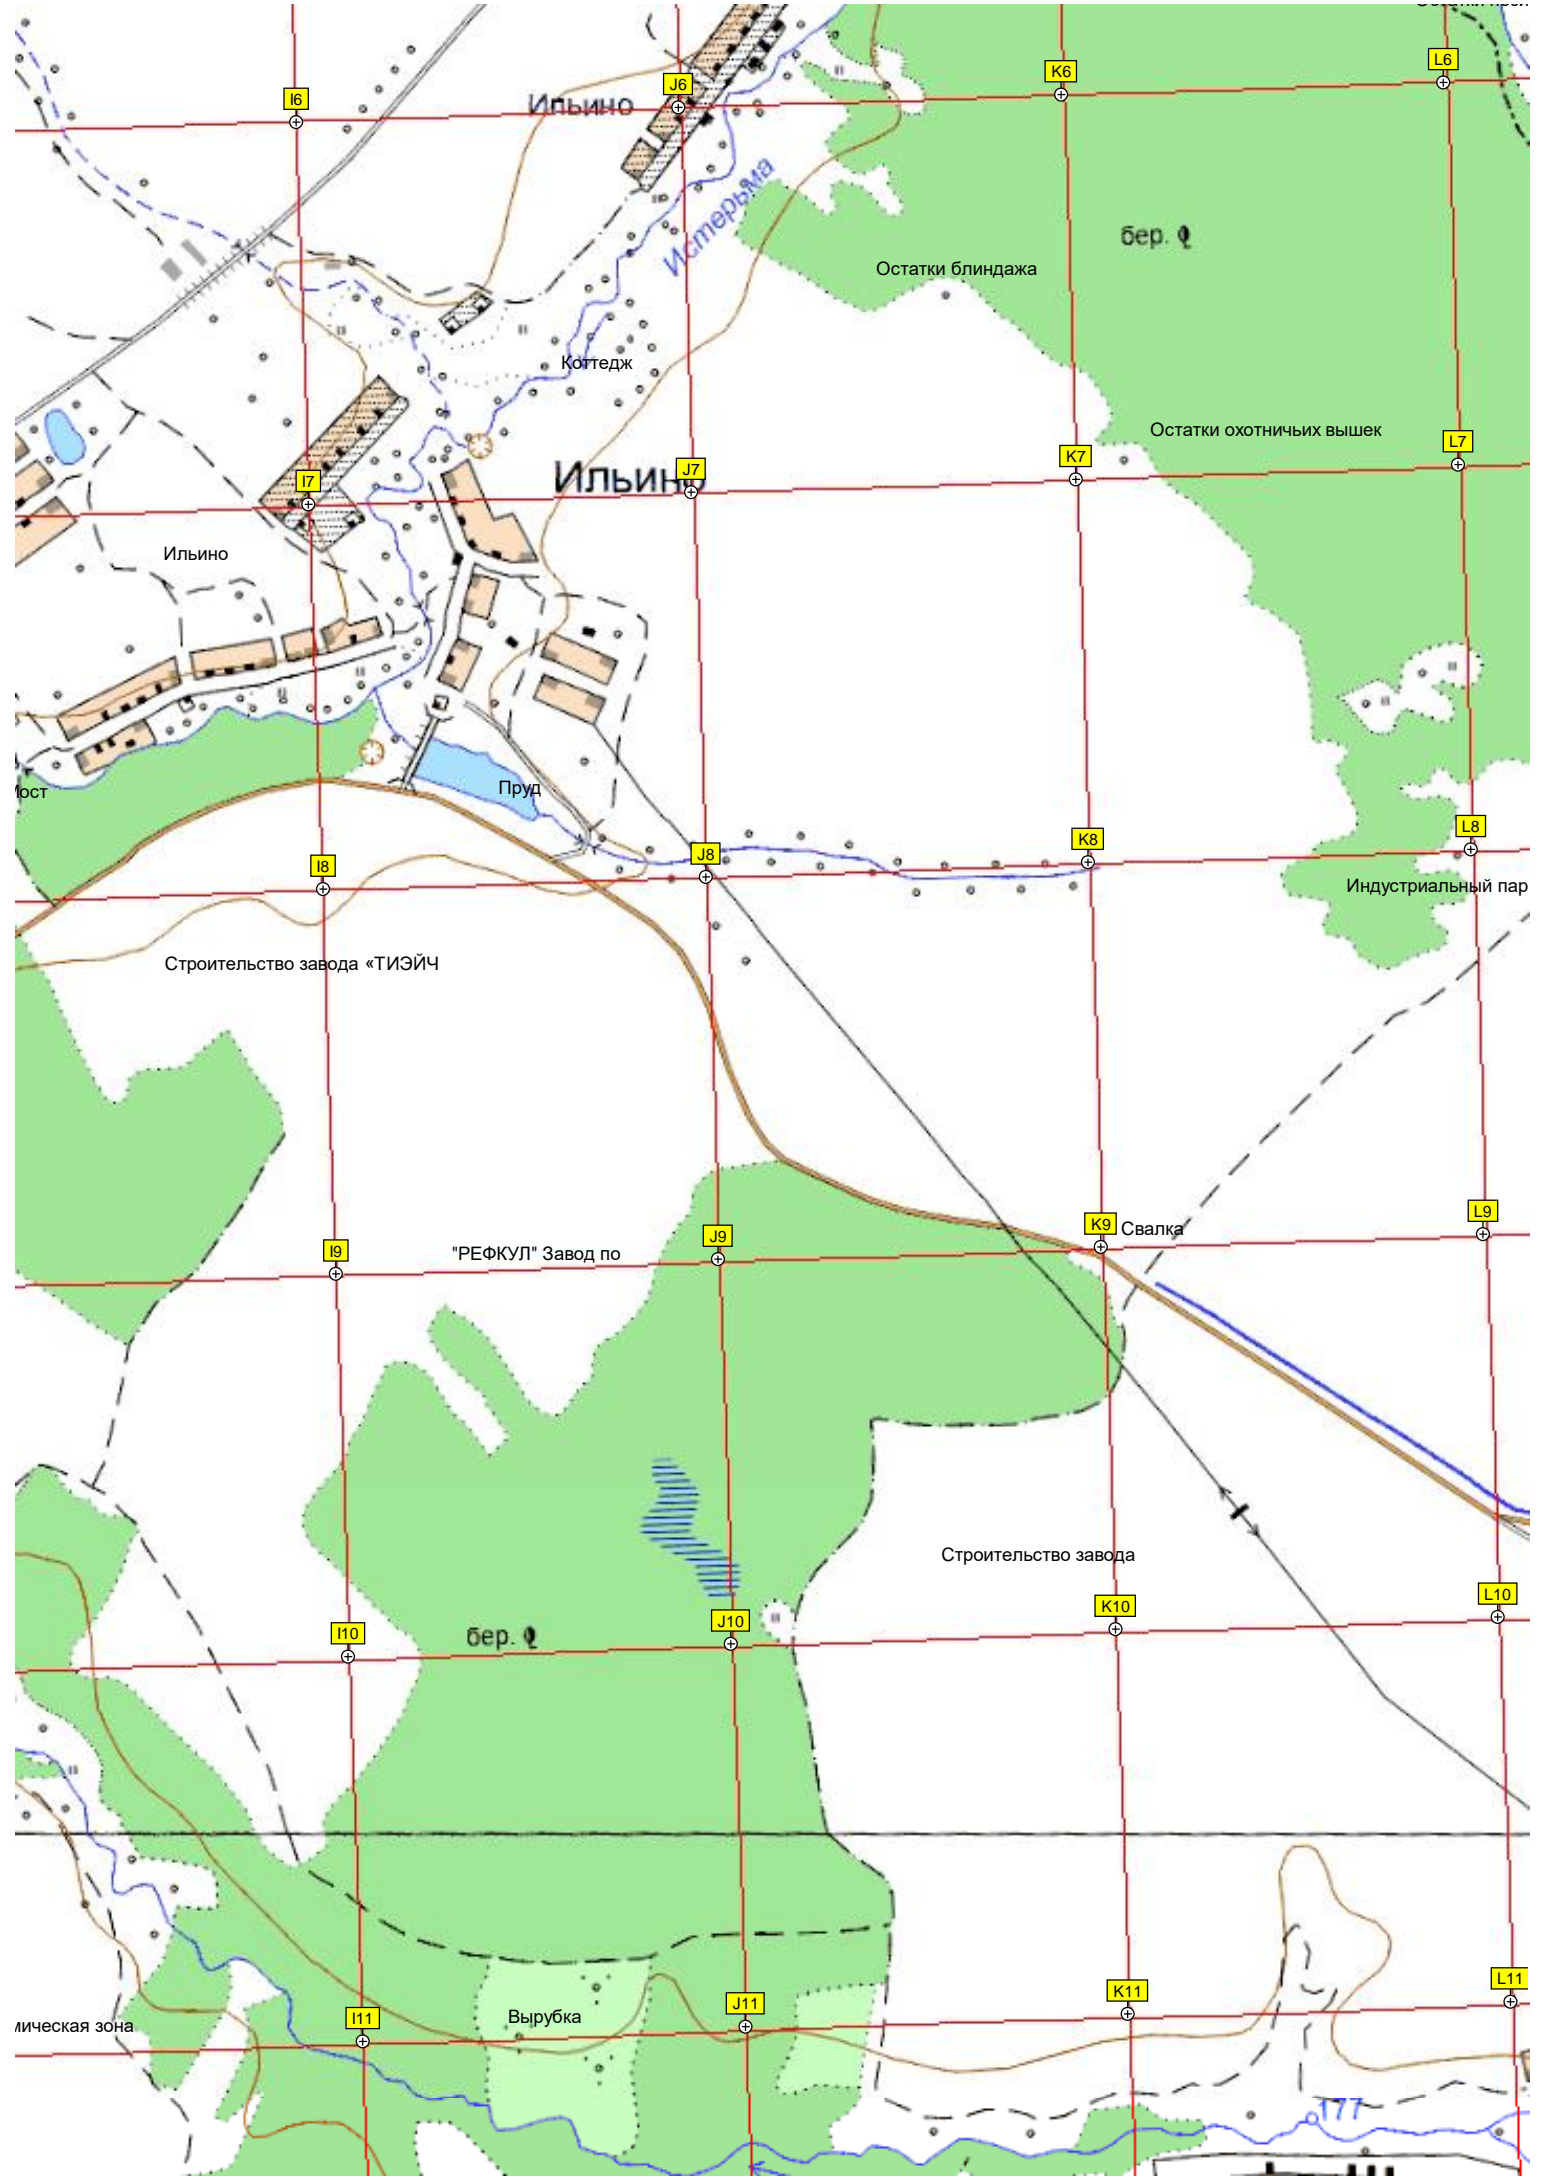 L6
K6
J6
I6
Ильино
Истерьма
бер.
Остатки блиндажа
Коттедж
Остатки охотничьих вышек
L7
K7
J7
Ильино
I7
Ильино
Пруд
L8
K8
J8
I8
Индустриальный пар
Строительство завода «ТИЭЙЧ
L9
K9
Свалка
J9
I9
"РЕФКУЛ" Завод по
Строительство завода
L10
K10
J10
I10
бер.
L11
K11
J11
I11
Вырубка
мическая зона
177